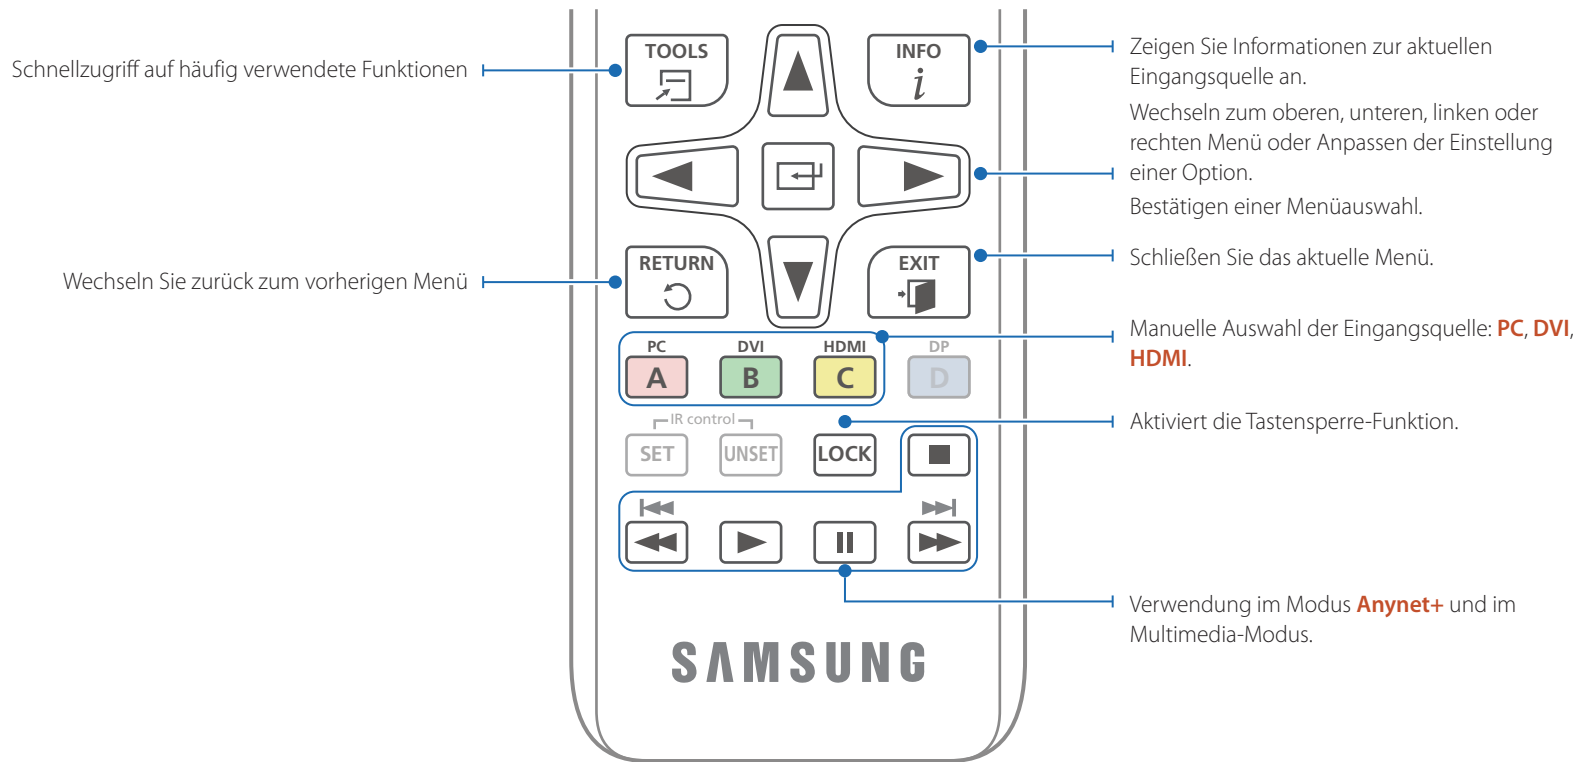 Schnellzugriff auf häufig verwendete Funktionen
TOOLS
INFO
i
Zeigen Sie Informationen zur aktuellen
Eingangsquelle an.
Wechseln zum oberen, unteren, linken oder
rechten Menü oder Anpassen der Einstellung
einer Option.
Bestätigen einer Menüauswahl.
Wechseln Sie zurück zum vorherigen Menü
RETURN
EXIT
Schließen Sie das aktuelle Menü.
PC DVI HDMI DP
A B C D
Manuelle Auswahl der Eingangsquelle: PC, DVI,
HDMI.
IR control
SET UNSET LOCK
Aktiviert die Tastensperre-Funktion.
Verwendung im Modus Anynet+ und im
Multimedia-Modus.
SAMSUNG